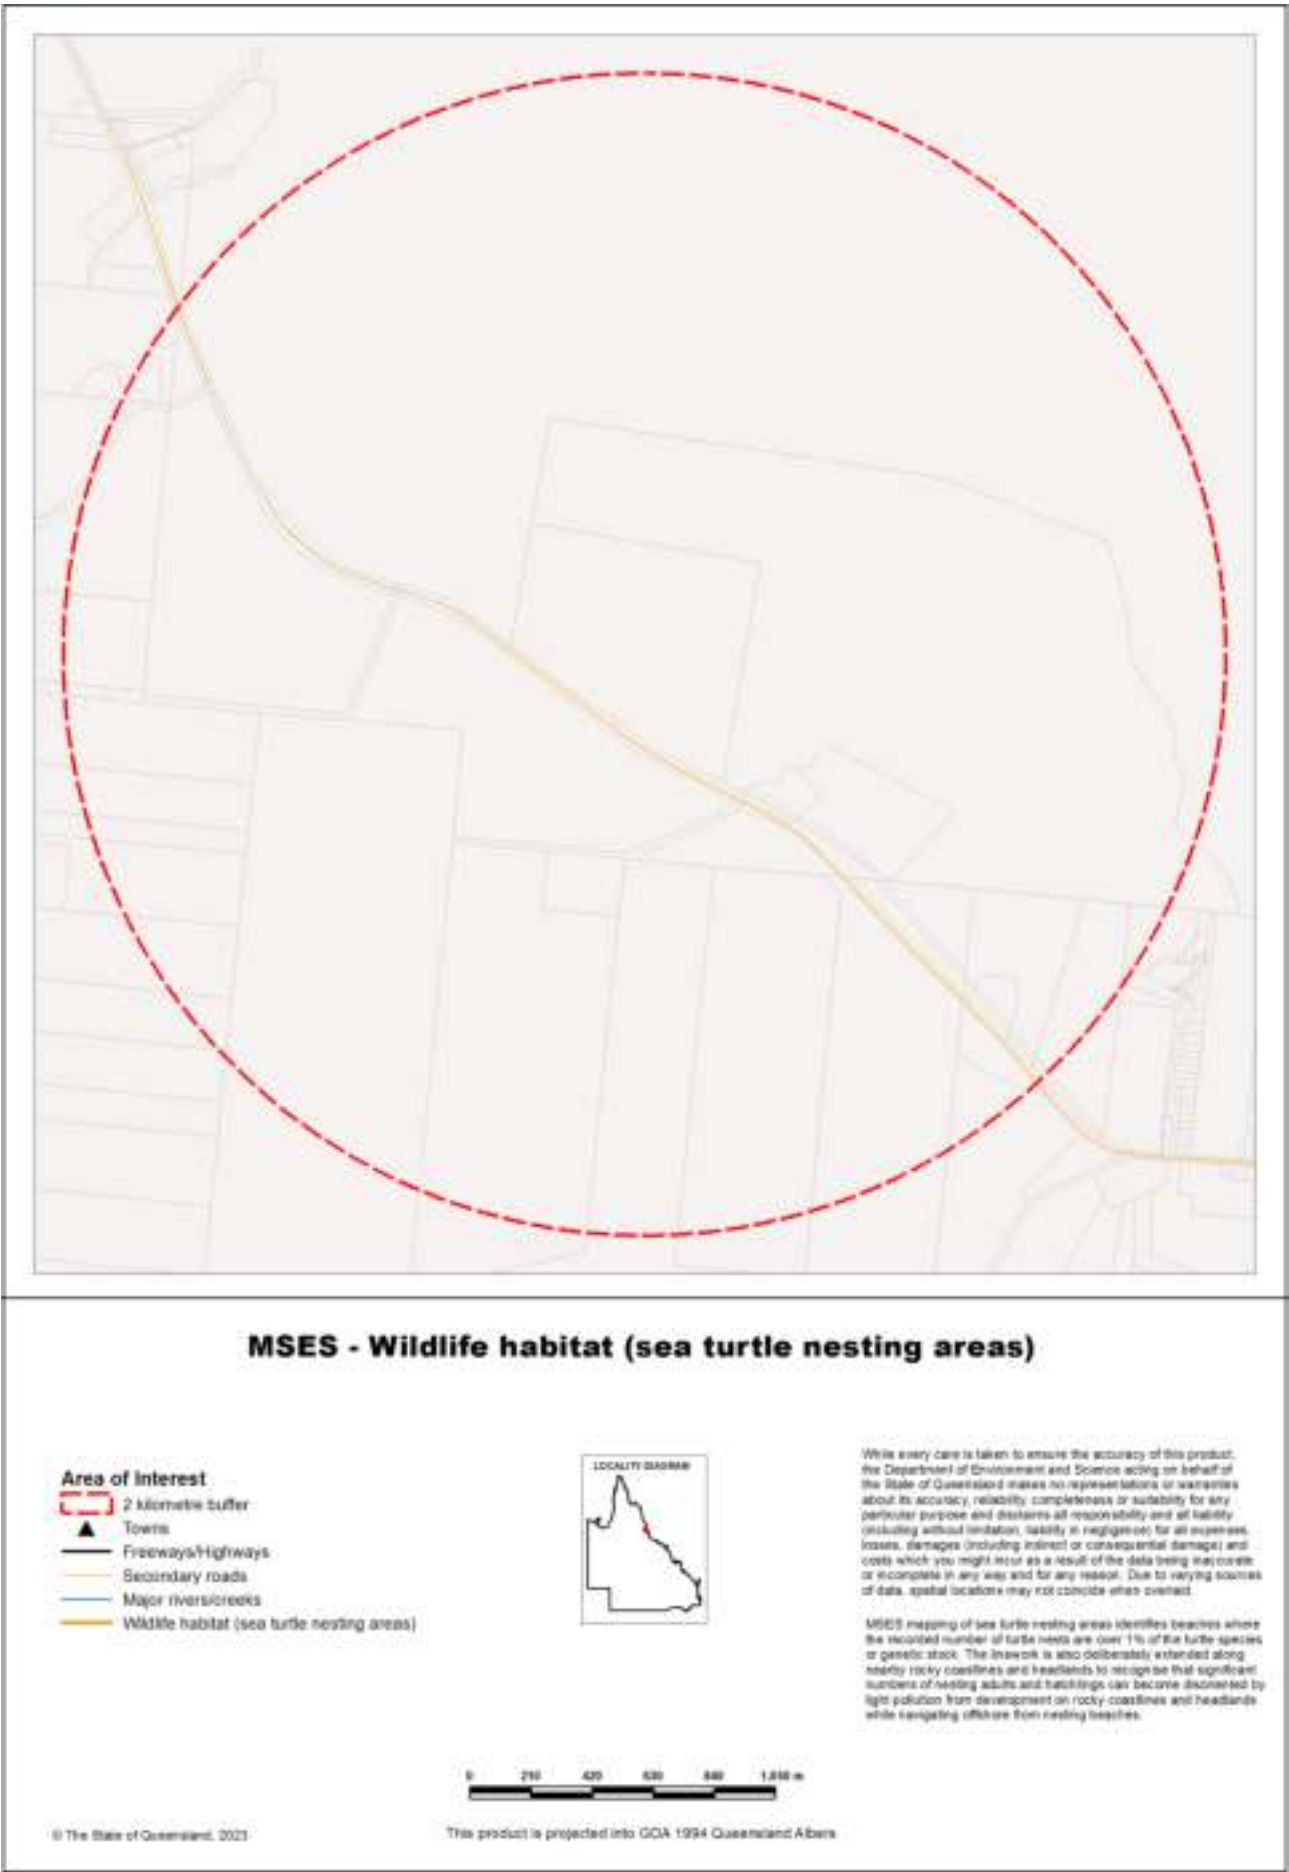 MSES - Wildlife habitat (sea turtle nesting areas)
Area of Interest
2 kilometre buffer
Towns
Freeways/Highways
Secondary roads
Major rivers/creeks
Wildlife habitat (sea turtle nesting areas)
LOCALITY DIAGRAM
While every care is taken to ensure the accuracy of this product,
the Department of Environment and Science acting on behalf of
the State of Queensland makes no representations or warranties
about its accuracy, reliability, completeness or suitability for any
particular purpose and disclaims all responsibility and all liability
(including without limitation, liability in negligence) for all expenses,
losses, damages (including indirect or consequential damage) and
costs which you might incur as a result of the data being inaccurate
or incomplete in any way and for any reason. Due to varying sources
of data, spatial locations may not coincide when overlaid.
MSES mapping of sea turtle nesting areas identifies beaches where
the recorded number of turtle nests are over 1% of the turtle species
or genetic stock. The linework is also deliberately extended along
nearby rocky coastlines and headlands to recognise that significant
numbers of nesting adults and hatchlings can become disoriented by
light pollution from development on rocky coastlines and headlands
while navigating offshore from nesting beaches.
0 210 420 630 840 1,050 m
© The State of Queensland, 2023
This product is projected into GDA 1994 Queensland Albers